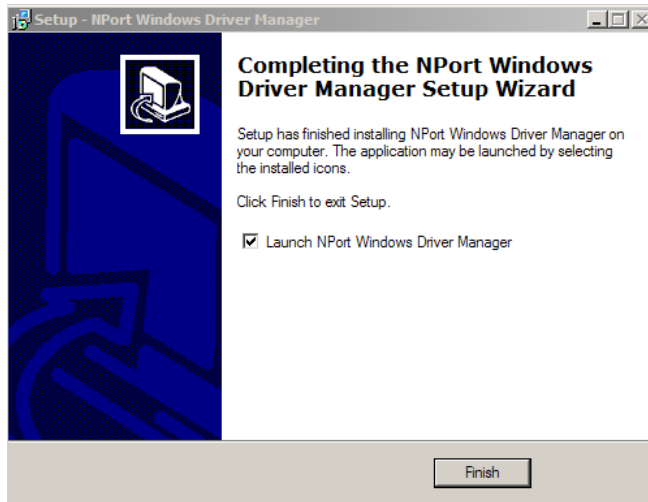 Setup - NPort Windows Driver Manager
Completing the NPort Windows
Driver Manager Setup Wizard
Setup has finished installing NPort Windows Driver Manager on
your computer. The application may be launched by selecting
the installed icons.
Click Finish to exit Setup.
Launch NPort Windows Driver Manager
Finish